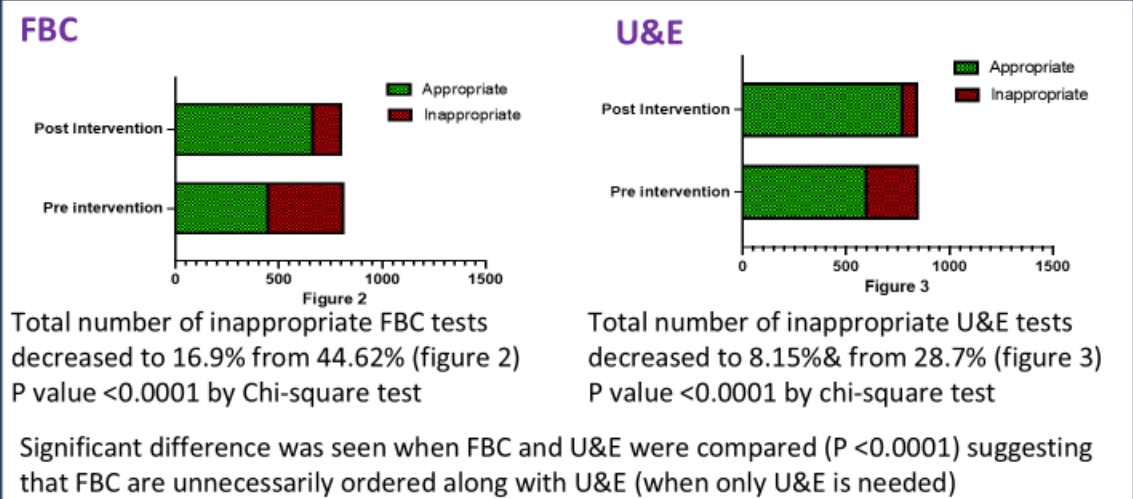 FBC
Appropriate
Inappropriate
Post Intervention
Pre intervention
0 500 1000 1500
Figure 2
Total number of inappropriate FBC tests
decreased to 16.9% from 44.62% (figure 2)
P value <0.0001 by Chi-square test
U&E
Appropriate
Inappropriate
Post Intervention
Pre intervention
0 500 1000 1500
Figure 3
Total number of inappropriate U&E tests
decreased to 8.15%& from 28.7% (figure 3)
P value <0.0001 by chi-square test
Significant difference was seen when FBC and U&E were compared (P <0.0001) suggesting
that FBC are unnecessarily ordered along with U&E (when only U&E is needed)